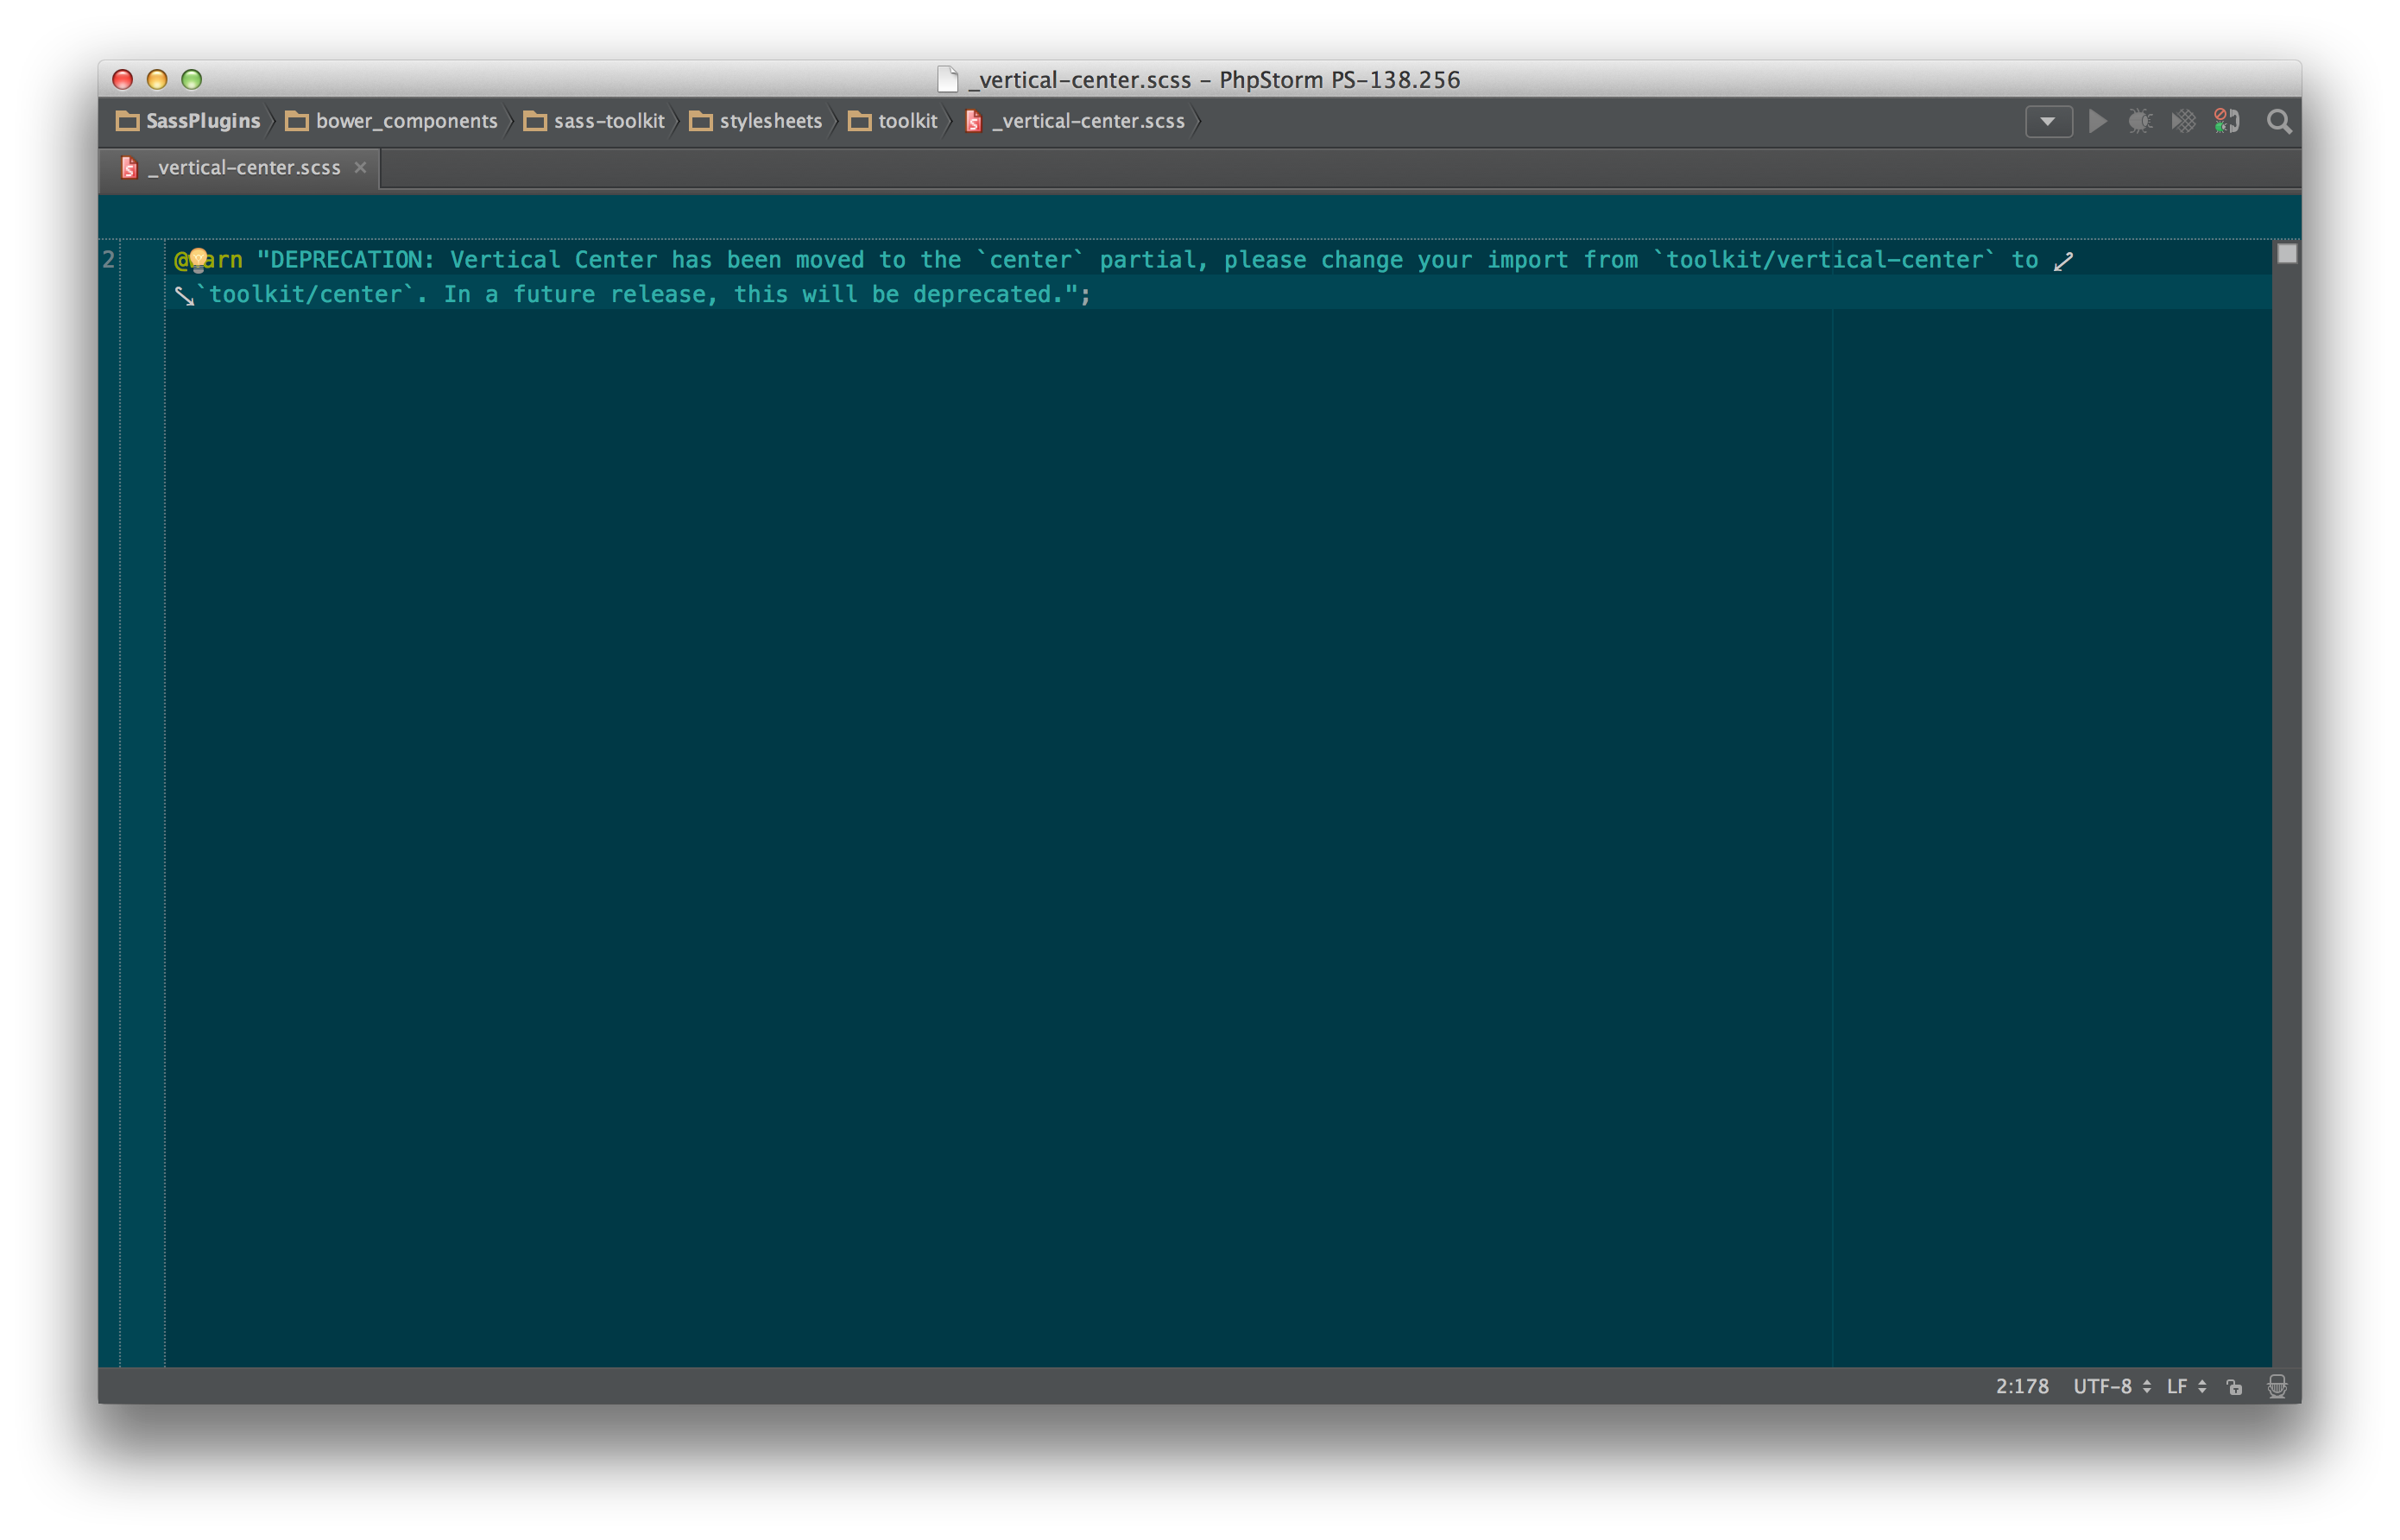 _vertical-center.scss – PhpStorm PS-138.256
SassPlugins bower_components sass-toolkit stylesheets toolkit _vertical-center.scss
_vertical-center.scss
2 @warn "DEPRECATION: Vertical Center has been moved to the `center` partial, please change your import from `toolkit/vertical-center` to
`toolkit/center`. In a future release, this will be deprecated.";
2:178 UTF-8 LF